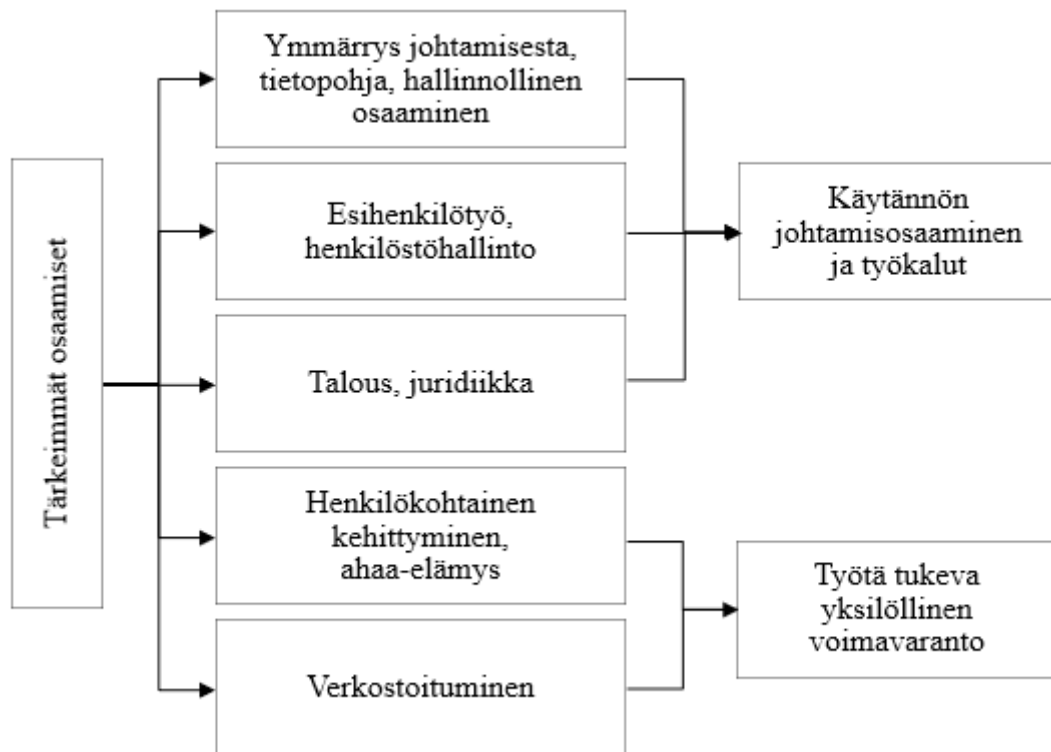 Tärkeimmät osaamiset
Ymmärrys johtamisesta,
tietopohja, hallinnollinen
osaaminen
Esihenkilötyö,
henkilöstöhallinto
Talous, juridiikka
Henkilökohtainen
kehittyminen,
ahaa-elämys
Verkostoituminen
Käytännön
johtamisosaaminen
ja työkalut
Työtä tukeva
yksilöllinen
voimavaranto